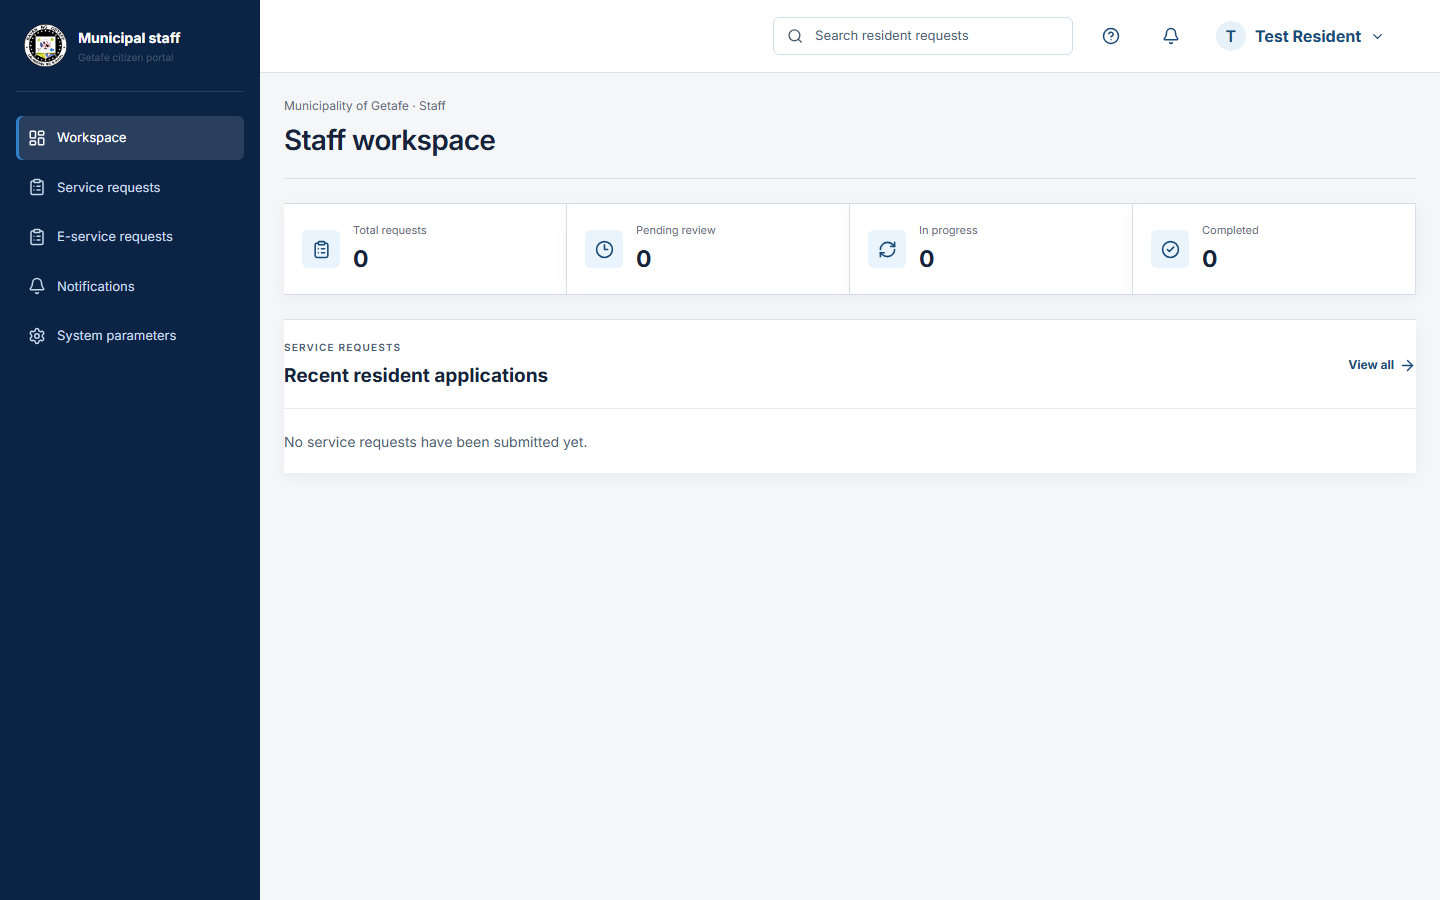 Municipal staff
Getafe citizen portal
Workspace
Service requests
E-service requests
Notifications
System parameters
Search resident requests
T
Test Resident
Municipality of Getafe · Staff
Staff workspace
Total requests
0
Pending review
0
In progress
0
Completed
0
SERVICE REQUESTS
Recent resident applications
View all
No service requests have been submitted yet.